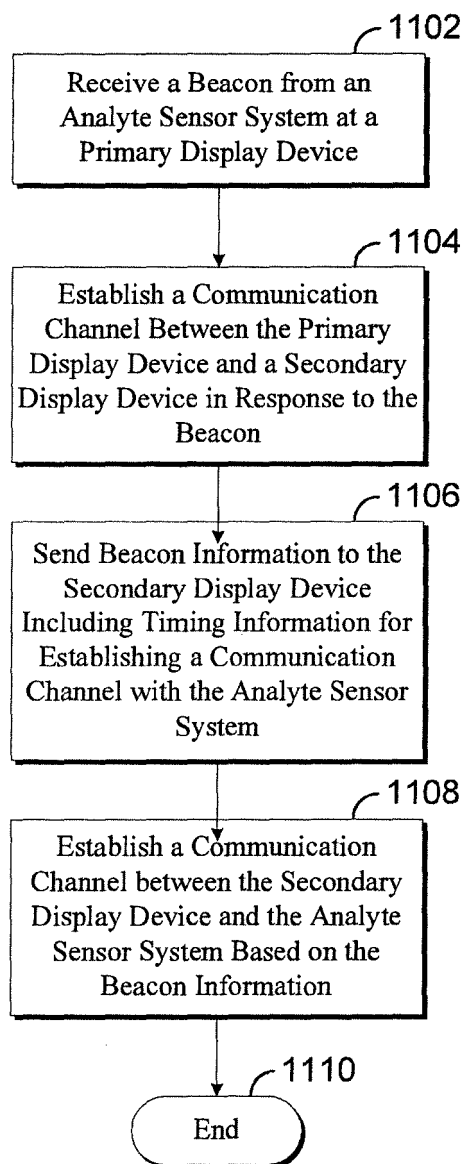 1102
Receive a Beacon from an
Analyte Sensor System at a
Primary Display Device
1104
Establish a Communication
Channel Between the Primary
Display Device and a Secondary
Display Device in Response to the
Beacon
1106
Send Beacon Information to the
Secondary Display Device
Including Timing Information for
Establishing a Communication
Channel with the Analyte Sensor
System
1108
Establish a Communication
Channel between the Secondary
Display Device and the Analyte
Sensor System Based on the
Beacon Information
1110
End